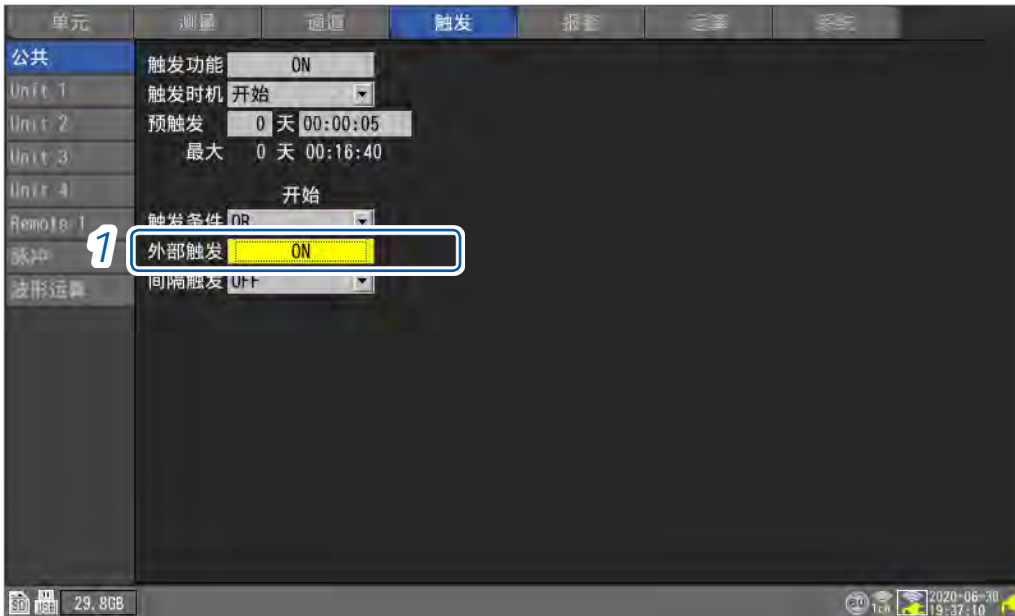 单元 测量 通道 触发 报警 运算 系统
公共
Unit 1
Unit 2
Unit 3
Unit 4
Remote 1
脉冲
波形运算
触发功能 ON
触发时机 开始
预触发 0 天 00:00:05
最大 0 天 00:16:40
开始
触发条件 OR
1 外部触发 ON
间隔触发 OFF
SD USB 29.8GB
1ch 2020-06-30
19:37:10